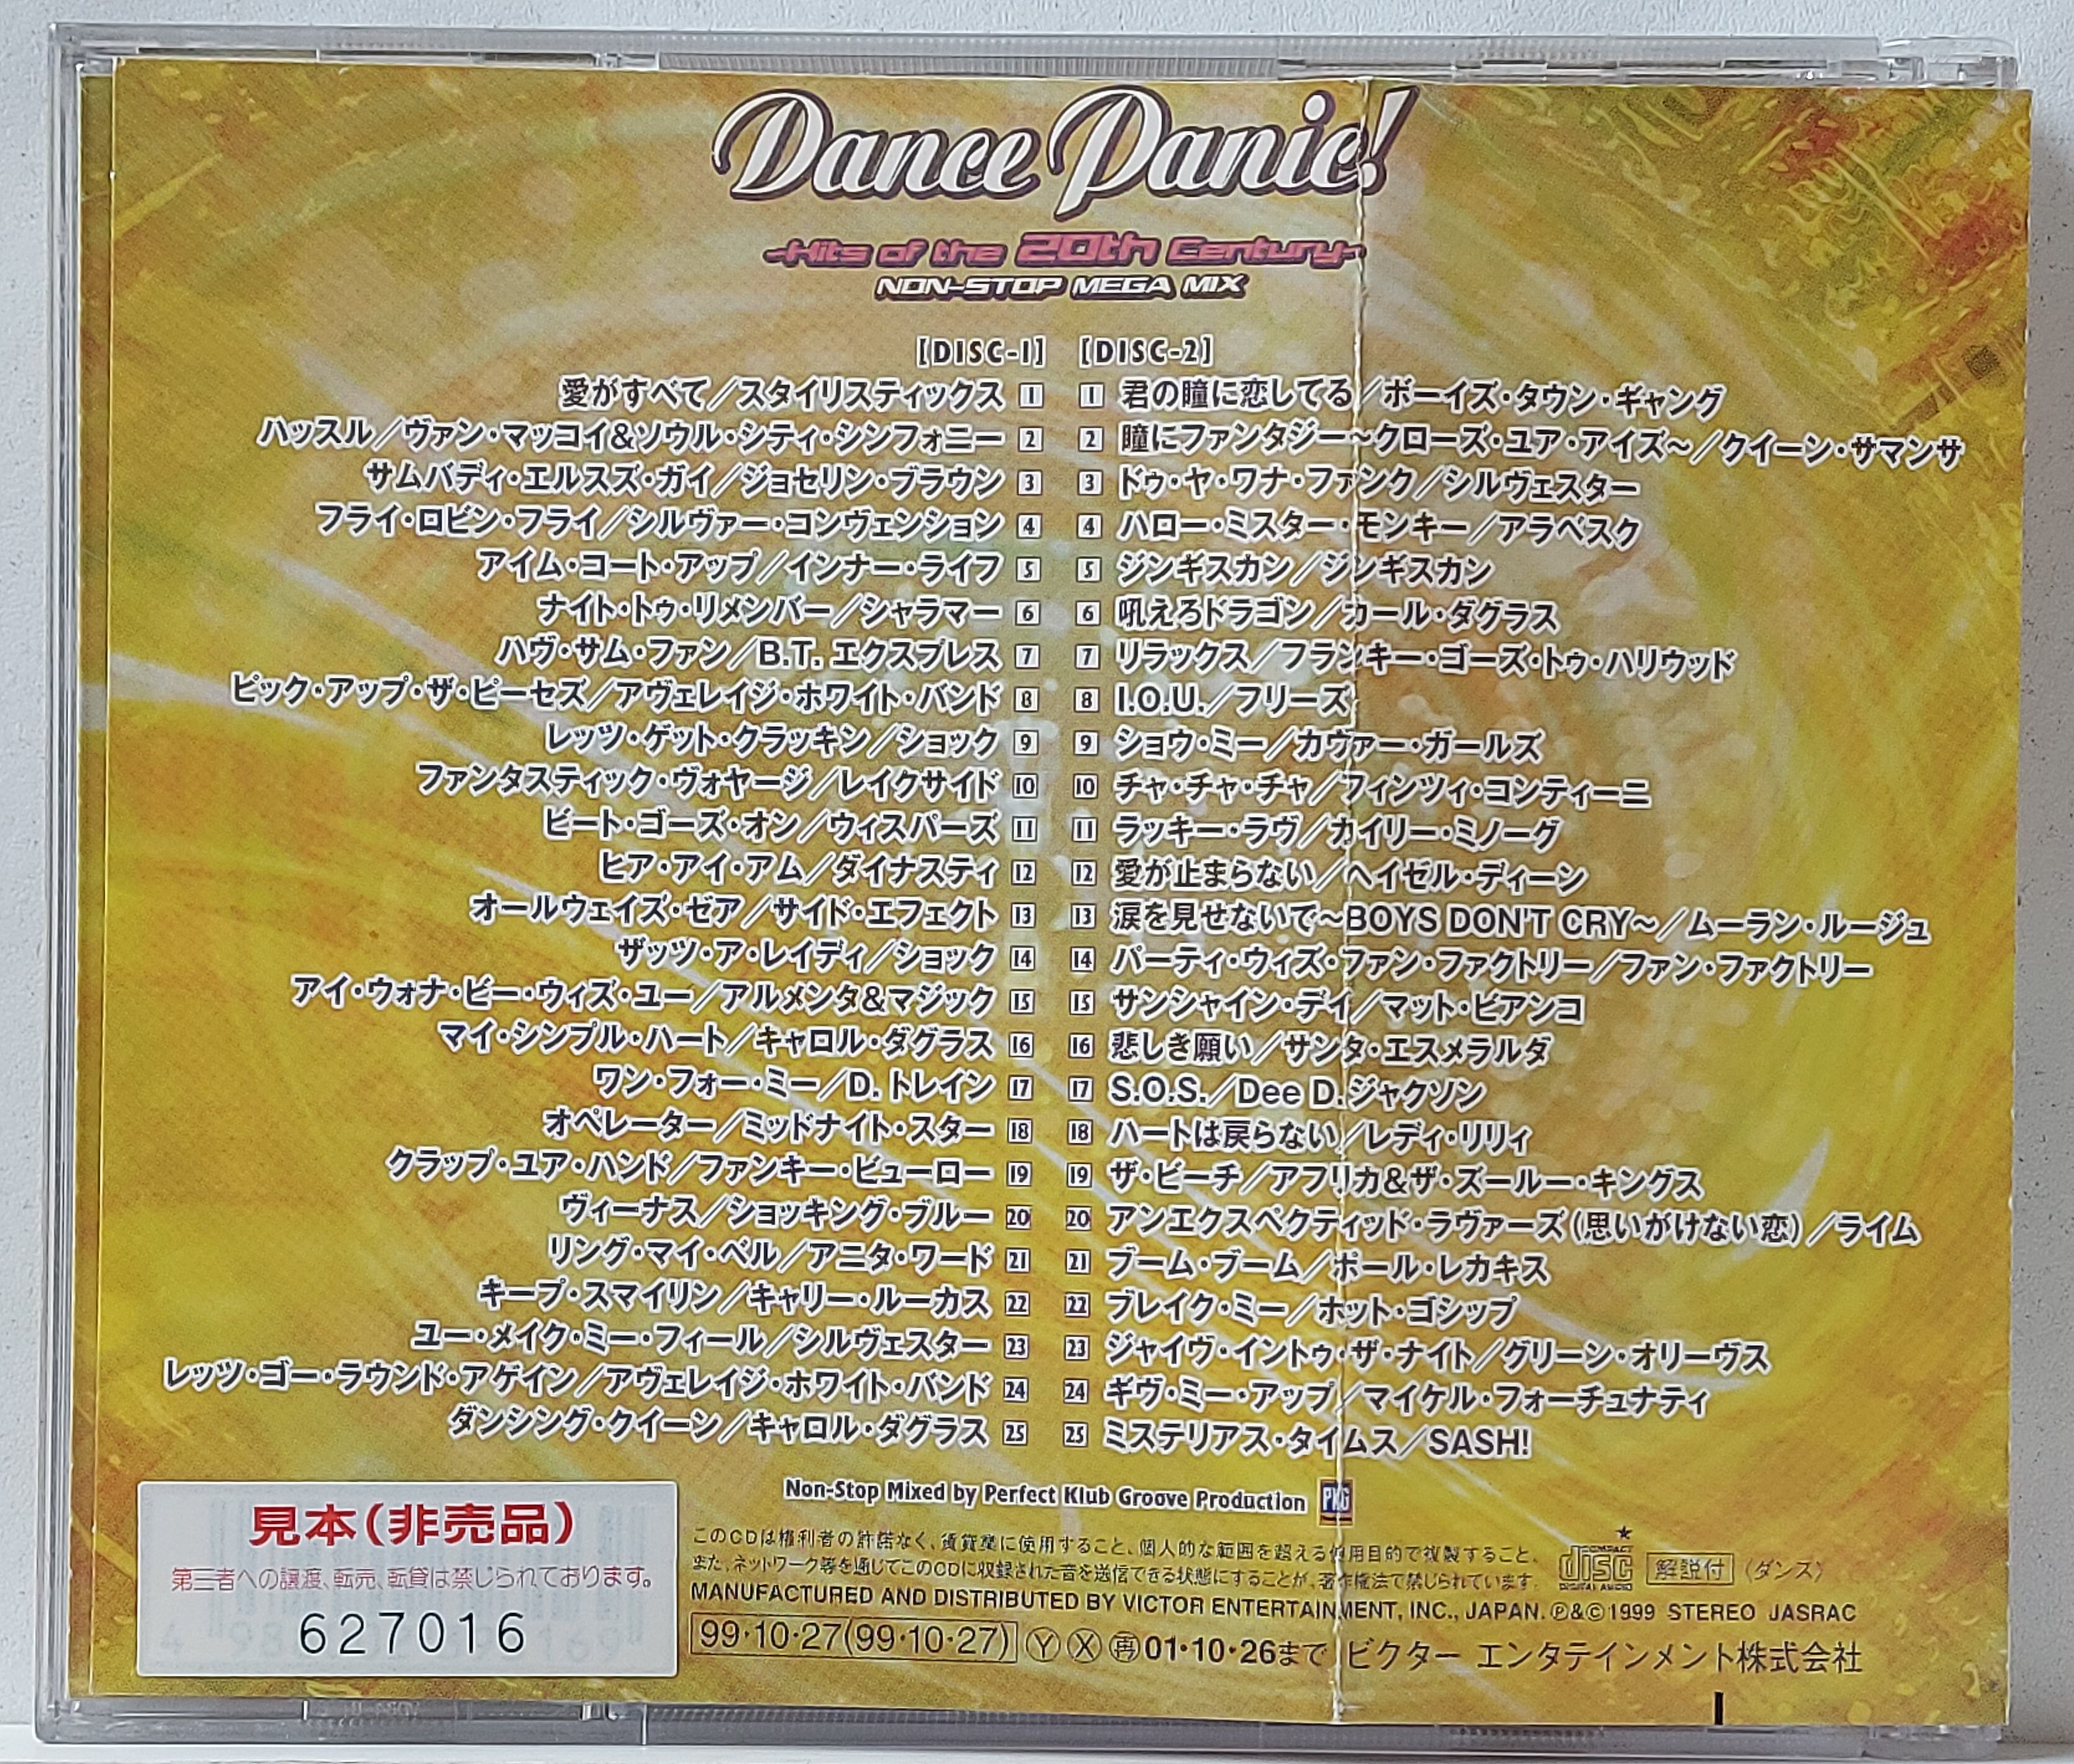 Dance Panic!
-Hits of the 20th Century-
NON-STOP MEGA MIX
[DISC-1]
愛がすべて／スタイリスティックス 1
ハッスル／ヴァン・マッコイ&ソウル・シティ・シンフォニー 2
サムバディ・エルスズ・ガイ／ジョセリン・ブラウン 3
フライ・ロビン・フライ／シルヴァー・コンヴェンション 4
アイム・コート・アップ／インナー・ライフ 5
ナイト・トゥ・リメンバー／シャラマー 6
ハヴ・サム・ファン／B.T. エクスプレス 7
ピック・アップ・ザ・ピーセズ／アヴェレイジ・ホワイト・バンド 8
レッツ・ゲット・クラッキン／ショック 9
ファンタスティック・ヴォヤージ／レイクサイド 10
ビート・ゴーズ・オン／ウィスパーズ 11
ヒア・アイ・アム／ダイナスティ 12
オールウェイズ・ゼア／サイド・エフェクト 13
ザッツ・ア・レイディ／ショック 14
アイ・ウォナ・ビー・ウィズ・ユー／アルメンタ&マジック 15
マイ・シンプル・ハート／キャロル・ダグラス 16
ワン・フォー・ミー／D. トレイン 17
オペレーター／ミッドナイト・スター 18
クラップ・ユア・ハンド／ファンキー・ビューロー 19
ヴィーナス／ショッキング・ブルー 20
リング・マイ・ベル／アニタ・ワード 21
キープ・スマイリン／キャリー・ルーカス 22
ユー・メイク・ミー・フィール／シルヴェスター 23
レッツ・ゴー・ラウンド・アゲイン／アヴェレイジ・ホワイト・バンド 24
ダンシング・クイーン／キャロル・ダグラス 25
[DISC-2]
1 君の瞳に恋してる／ボーイズ・タウン・ギャング
2 瞳にファンタジー〜クローズ・ユア・アイズ〜／クイーン・サマンサ
3 ドゥ・ヤ・ワナ・ファンク／シルヴェスター
4 ハロー・ミスター・モンキー／アラベスク
5 ジンギスカン／ジンギスカン
6 吼えろドラゴン／カール・ダグラス
7 リラックス／フランキー・ゴーズ・トゥ・ハリウッド
8 I.O.U.／フリーズ
9 ショウ・ミー／カヴァー・ガールズ
10 チャ・チャ・チャ／フィンツィ・コンティーニ
11 ラッキー・ラヴ／カイリー・ミノーグ
12 愛が止まらない／ヘイゼル・ディーン
13 涙を見せないで〜BOYS DON'T CRY〜／ムーラン・ルージュ
14 パーティ・ウィズ・ファン・ファクトリー／ファン・ファクトリー
15 サンシャイン・デイ／マット・ビアンコ
16 悲しき願い／サンタ・エスメラルダ
17 S.O.S.／Dee D. ジャクソン
18 ハートは戻らない／レディ・リリィ
19 ザ・ビーチ／アフリカ&ザ・ズールー・キングス
20 アンエクスペクティッド・ラヴァーズ(思いがけない恋)／ライム
21 ブーム・ブーム／ポール・レカキス
22 ブレイク・ミー／ホット・ゴシップ
23 ジャイヴ・イントゥ・ザ・ナイト／グリーン・オリーヴス
24 ギヴ・ミー・アップ／マイケル・フォーチュナティ
25 ミステリアス・タイムス／SASH!
Non-Stop Mixed by Perfect Klub Groove Production PKG
見本(非売品)
第三者への譲渡、転売、転貸は禁じられております。
627016
このCDは権利者の許諾なく、賃貸業に使用すること、個人的な範囲を超える使用目的で複製すること、
また、ネットワーク等を通じてこのCDに収録された音を送信できる状態にすることが、著作権法で禁じられています。
COMPACT disc DIGITAL AUDIO 解説付 〈ダンス〉
MANUFACTURED AND DISTRIBUTED BY VICTOR ENTERTAINMENT, INC., JAPAN. ℗&©1999 STEREO JASRAC
99・10・27(99・10・27) Ⓨ Ⓧ 再 01・10・26まで ビクター エンタテインメント株式会社